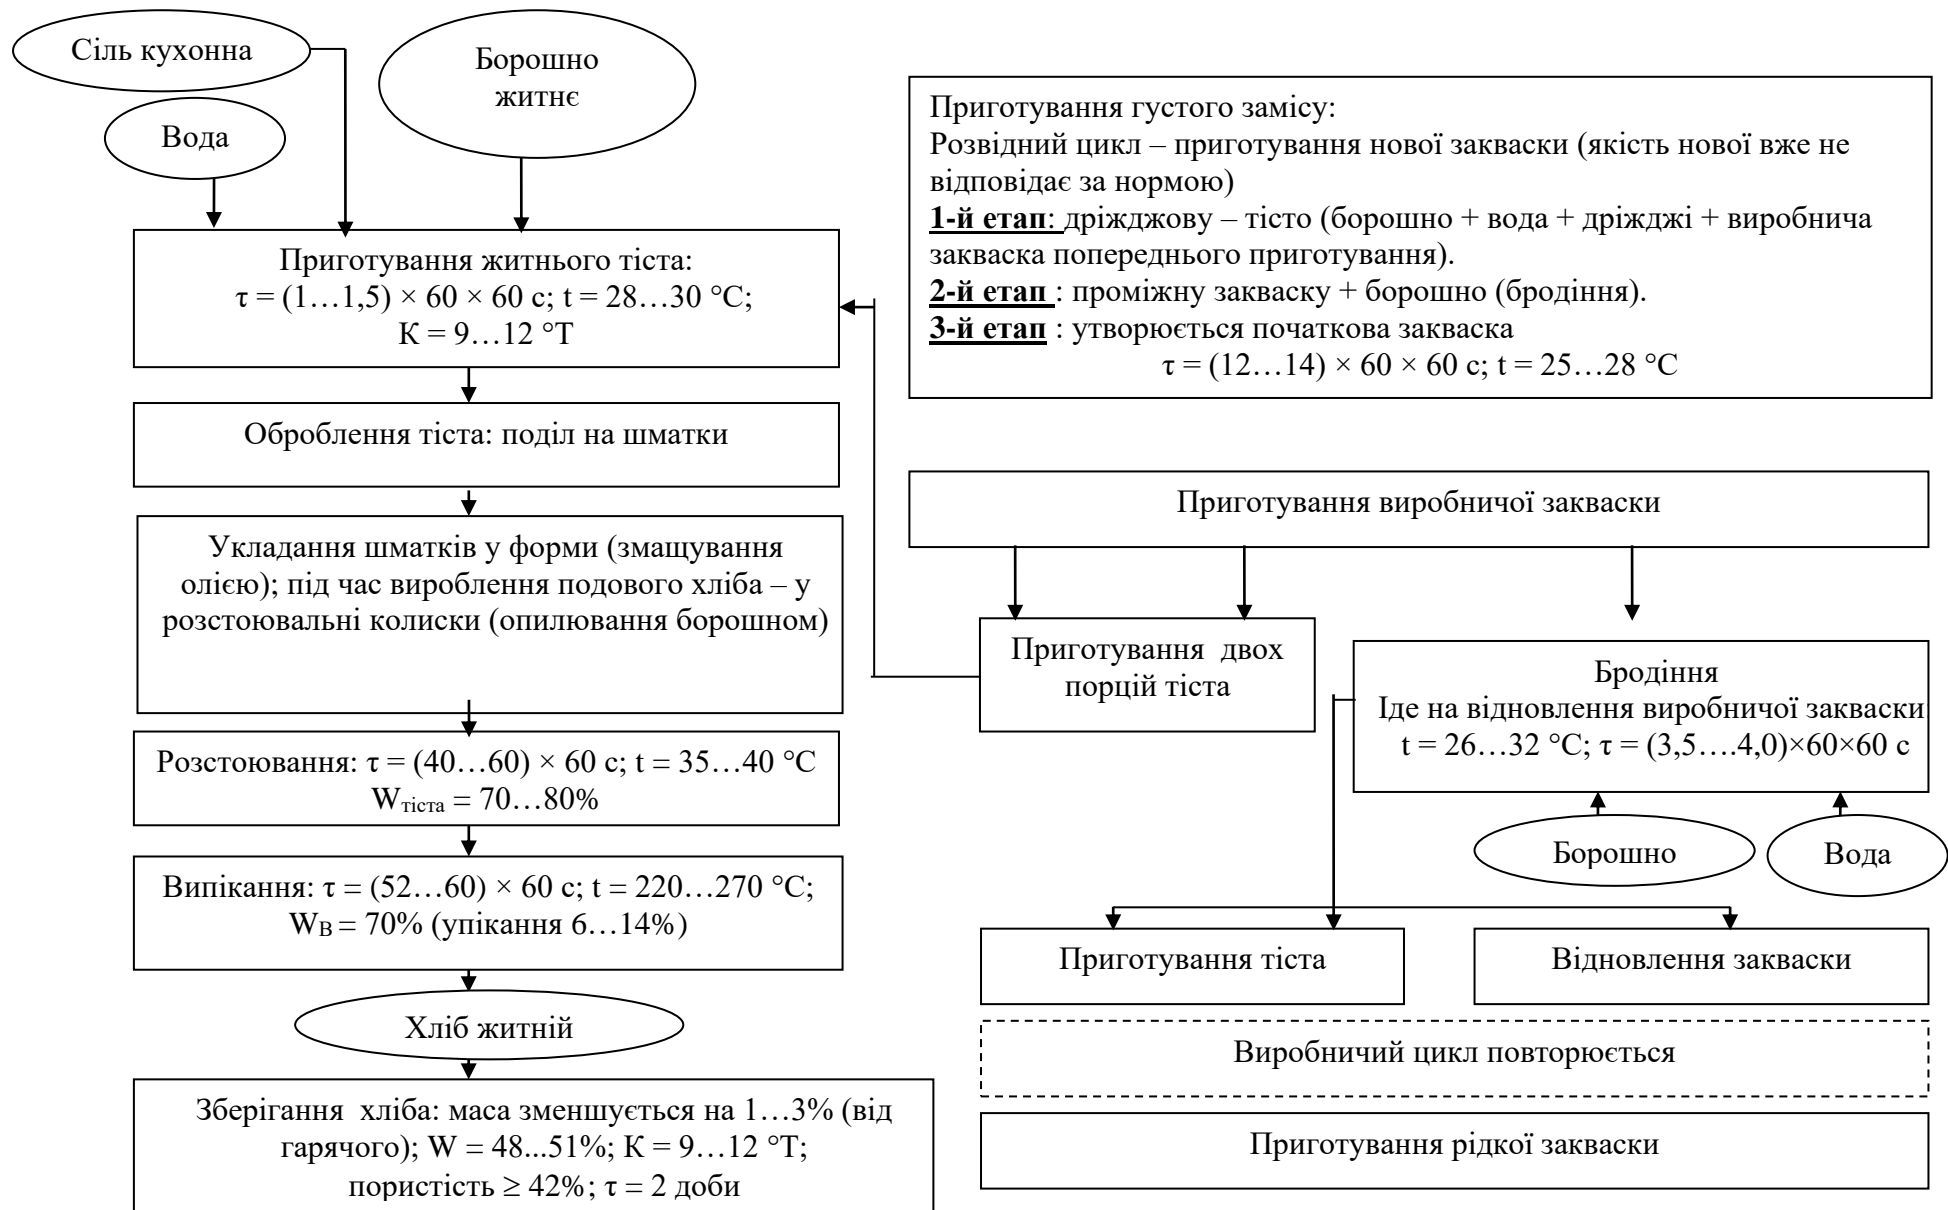 Сіль кухонна
Вода
Борошно
житнє
Приготування житнього тіста:
τ = (1…1,5) × 60 × 60 с; t = 28…30 °С;
К = 9…12 °Т
Оброблення тіста: поділ на шматки
Укладання шматків у форми (змащування
олією); під час вироблення подового хліба – у
розстоювальні колиски (опилювання борошном)
Розстоювання: τ = (40…60) × 60 с; t = 35…40 °С
Wтіста = 70…80%
Випікання: τ = (52…60) × 60 с; t = 220…270 °С;
WВ = 70% (упікання 6…14%)
Хліб житній
Зберігання хліба: маса зменшується на 1…3% (від
гарячого); W = 48...51%; К = 9…12 °Т;
пористість ≥ 42%; τ = 2 доби
Приготування густого замісу:
Розвідний цикл – приготування нової закваски (якість нової вже не
відповідає за нормою)
1-й етап: дріжджову – тісто (борошно + вода + дріжджі + виробнича
закваска попереднього приготування).
2-й етап : проміжну закваску + борошно (бродіння).
3-й етап : утворюється початкова закваска
τ = (12…14) × 60 × 60 с; t = 25…28 °С
Приготування виробничої закваски
Приготування двох
порцій тіста
Бродіння
Іде на відновлення виробничої закваски
t = 26…32 °С; τ = (3,5….4,0)×60×60 с
Борошно
Вода
Приготування тіста
Відновлення закваски
Виробничий цикл повторюється
Приготування рідкої закваски